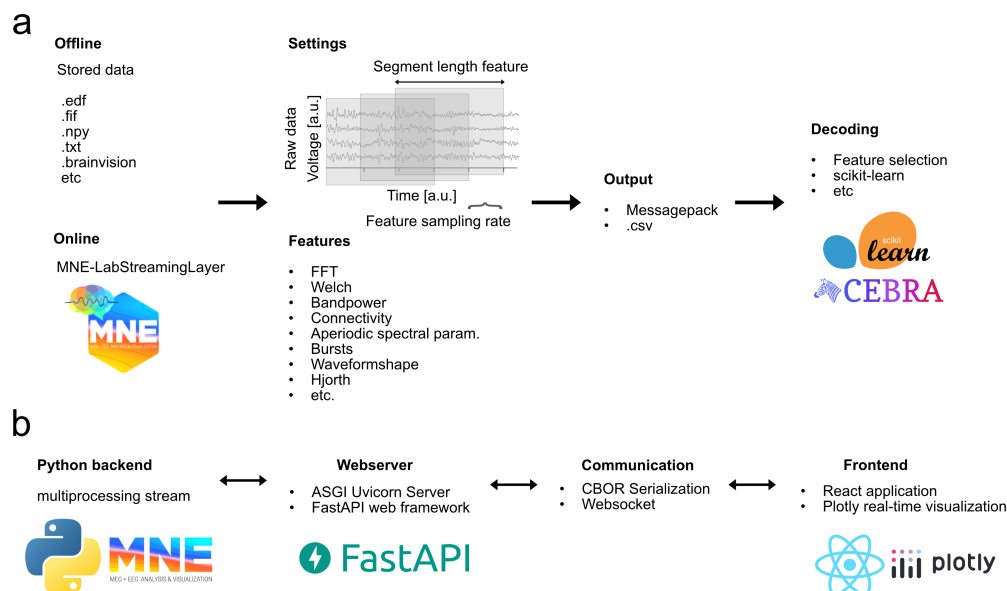 a
Offline
Stored data
.edf
.fif
.npy
.txt
.brainvision
etc
Online
MNE-LabStreamingLayer
MNE
Settings
Segment length feature
Raw data
Voltage [a.u.]
Time [a.u.]
Feature sampling rate
Features
• FFT
• Welch
• Bandpower
• Connectivity
• Aperiodic spectral param.
• Bursts
• Waveformshape
• Hjorth
• etc.
Output
• Messagepack
• .csv
Decoding
• Feature selection
• scikit-learn
• etc
scikit
learn
CEBRA
b
Python backend
multiprocessing stream
MNE
MEG + EEG ANALYSIS & VISUALIZATION
Webserver
• ASGI Uvicorn Server
• FastAPI web framework
FastAPI
Communication
• CBOR Serialization
• Websocket
Frontend
• React application
• Plotly real-time visualization
plotly